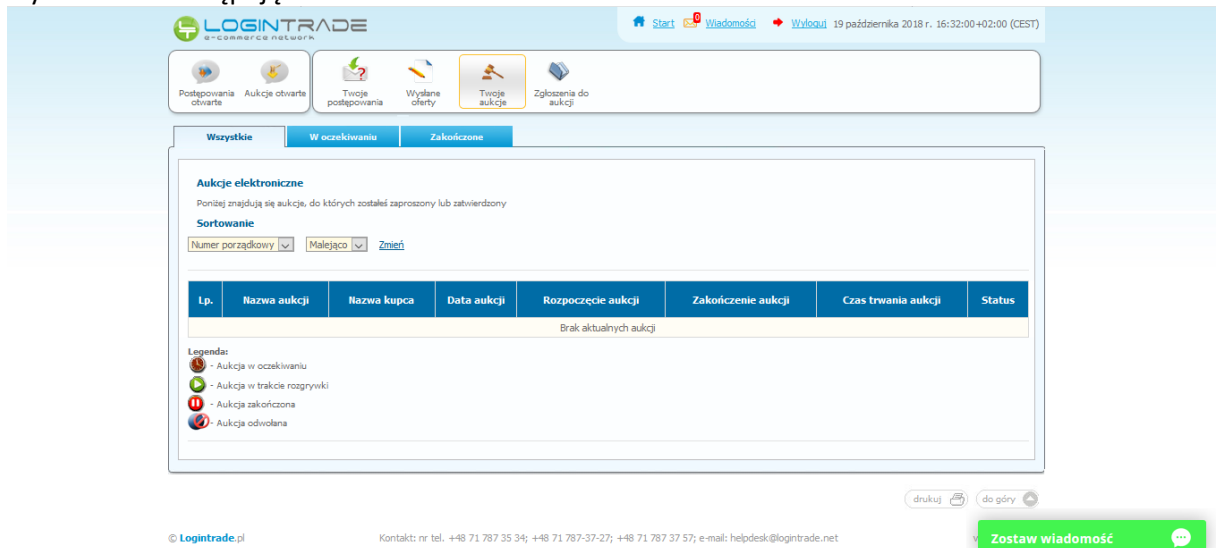 LOGINTRADE
e-commerce network
Start 0 Wiadomości Wyloguj 19 października 2018 r. 16:32:00+02:00 (CEST)
Postępowania otwarte
Aukcje otwarte
Twoje postępowania
Wysłane oferty
Twoje aukcje
Zgłoszenia do aukcji
Wszystkie W oczekiwaniu Zakończone
Aukcje elektroniczne
Poniżej znajdują się aukcje, do których zostałeś zaproszony lub zatwierdzony
Sortowanie
Numer porządkowy Malejąco Zmień
Lp. Nazwa aukcji Nazwa kupca Data aukcji Rozpoczęcie aukcji Zakończenie aukcji Czas trwania aukcji Status
Brak aktualnych aukcji
Legenda:
- Aukcja w oczekiwaniu
- Aukcja w trakcie rozgrywki
- Aukcja zakończona
- Aukcja odwołana
drukuj do góry
© Logintrade.pl Kontakt: nr tel. +48 71 787 35 34; +48 71 787-37-27; +48 71 787 37 57; e-mail: helpdesk@logintrade.net
Zostaw wiadomość